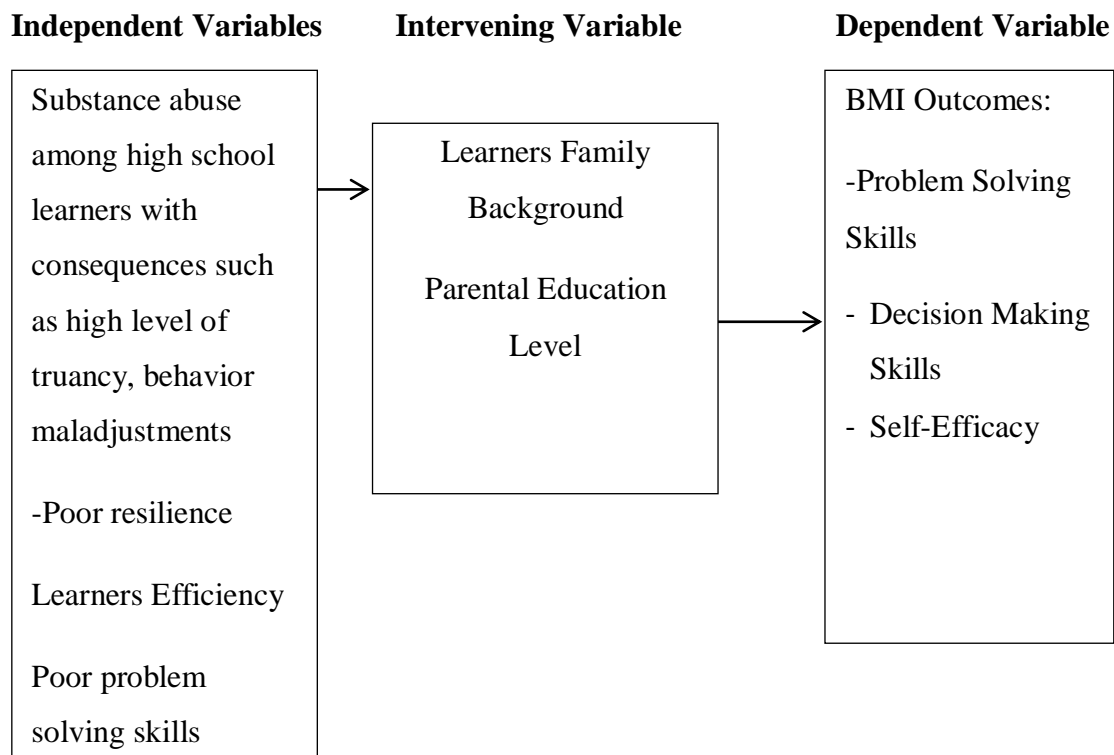 Independent Variables
Intervening Variable
Dependent Variable
Substance abuse
among high school
learners with
consequences such
as high level of
truancy, behavior
maladjustments
-Poor resilience
Learners Efficiency
Poor problem
solving skills
Learners Family
Background
Parental Education
Level
BMI Outcomes:
-Problem Solving
Skills
- Decision Making
Skills
- Self-Efficacy